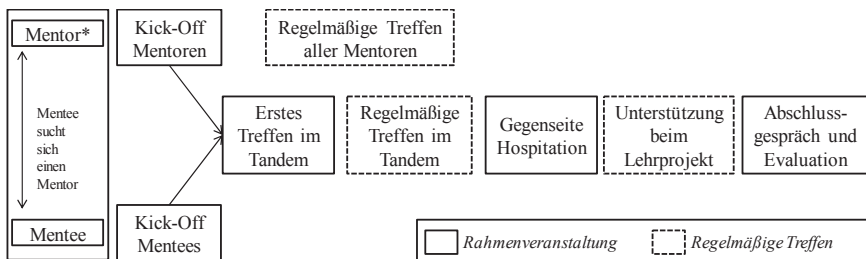 Mentor*
Mentee
sucht
sich
einen
Mentor
Mentee
Kick-Off
Mentoren
Regelmäßige Treffen
aller Mentoren
Erstes
Treffen im
Tandem
Regelmäßige
Treffen im
Tandem
Gegenseite
Hospitation
Unterstützung
beim
Lehrprojekt
Abschluss-
gespräch und
Evaluation
Kick-Off
Mentees
Rahmenveranstaltung
Regelmäßige Treffen